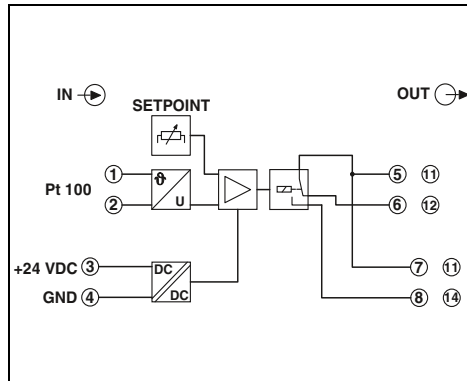 IN OUT
SETPOINT
Pt 100 1 ϑ 5 11
2 U 6 12
+24 VDC 3 DC 7 11
GND 4 DC 8 14